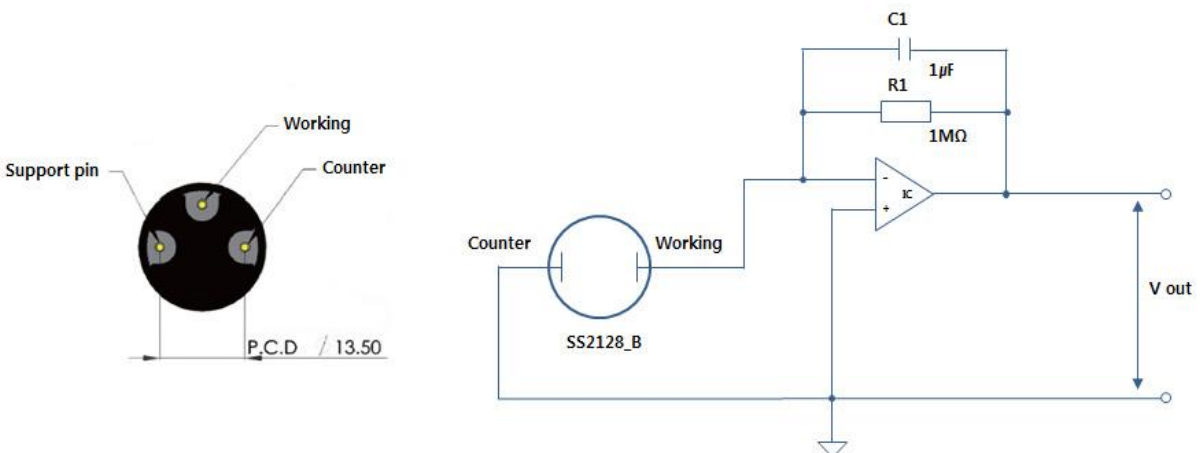 Working
Support pin
Counter
P.C.D / 13.50
C1
1μF
R1
1MΩ
-
+
IC
Counter
Working
SS2128_B
V out